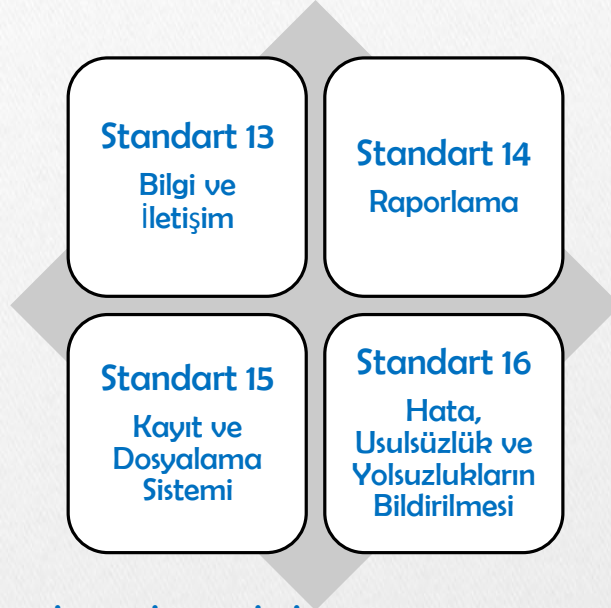 Standart 13
Bilgi ve
İletişim
Standart 14
Raporlama
Standart 15
Kayıt ve
Dosyalama
Sistemi
Standart 16
Hata,
Usulsüzlük ve
Yolsuzlukların
Bildirilmesi